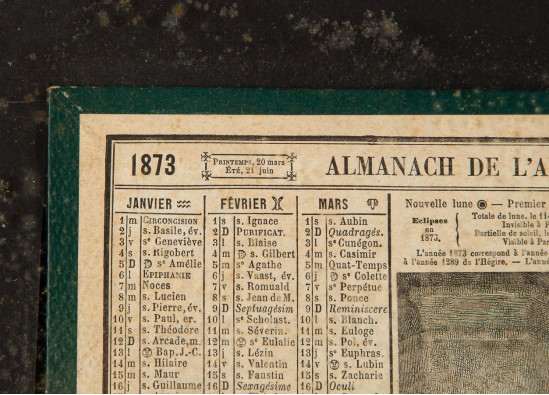 1873
PRINTEMPS, 20 mars
ÉTÉ, 21 juin
ALMANACH DE L'A
JANVIER
1 m CIRCONCISION
2 j s. Basile, év.
3 v sᵉ Geneviève
4 s s. Rigobert
5 D sᵉ Amélie
6 l ÉPIPHANIE
7 m Noces
8 m s. Lucien
9 j s. Pierre, év.
10 v s. Paul, er.
11 s s. Théodore
12 D s. Arcade, m.
13 l Bap. J.-C.
14 m s. Hilaire
15 m s. Maur
16 j s. Guillaume
FÉVRIER
1 s s. Ignace
2 D PURIFICAT.
3 l s. Blaise
4 m s. Gilbert
5 m sᵉ Agathe
6 j s. Vaast, év.
7 v s. Romuald
8 s s. Jean de M.
9 D Septuagésim
10 l sᵉ Scholast.
11 m s. Séverin.
12 m sᵉ Eulalie
13 j s. Lézin
14 v s. Valentin
15 s s. Faustin
16 D Sexagésime
MARS
1 s s. Aubin
2 D Quadragés.
3 l sᵉ Cunégon.
4 m s. Casimir
5 m Quat-Temps
6 j sᵉ Colette
7 v sᵉ Perpétue
8 s s. Ponce
9 D Reminiscere
10 l s. Blanch.
11 m s. Euloge
12 m s. Pol, év.
13 j sᵉ Euphras.
14 v s. Lubin
15 s s. Zacharie
16 D Oculi
Nouvelle lune — Premier
Eclipses
en
1873.
Totale de lune, le 11-
Invisible à P
Partielle de soleil, l
Visible à Pa
L'année 1873 correspond à l'année
à l'année 1289 de l'Hégire. — L'anné